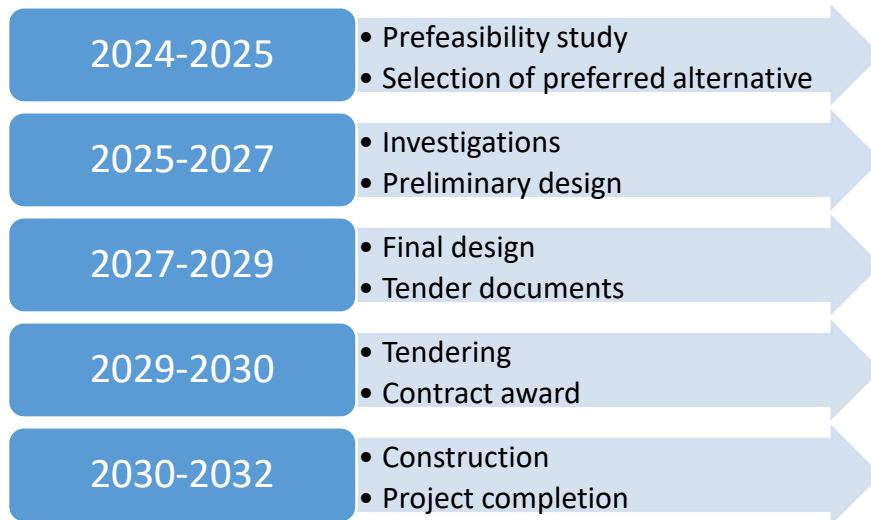 2024-2025
• Prefeasibility study
• Selection of preferred alternative
2025-2027
• Investigations
• Preliminary design
2027-2029
• Final design
• Tender documents
2029-2030
• Tendering
• Contract award
2030-2032
• Construction
• Project completion